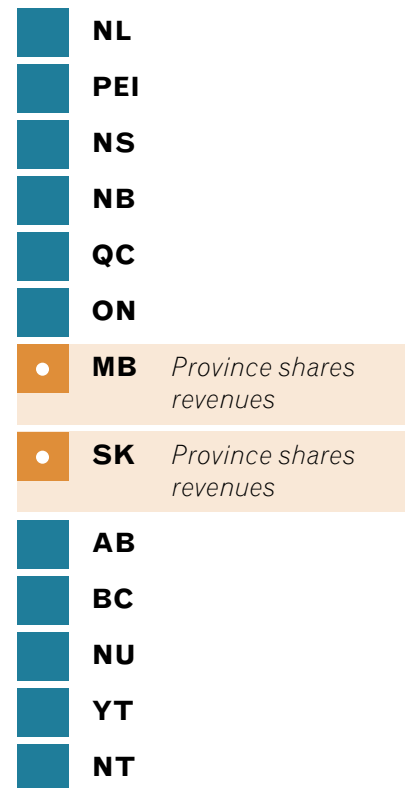 NL
PEI
NS
NB
QC
ON
MB Province shares
revenues
SK Province shares
revenues
AB
BC
NU
YT
NT